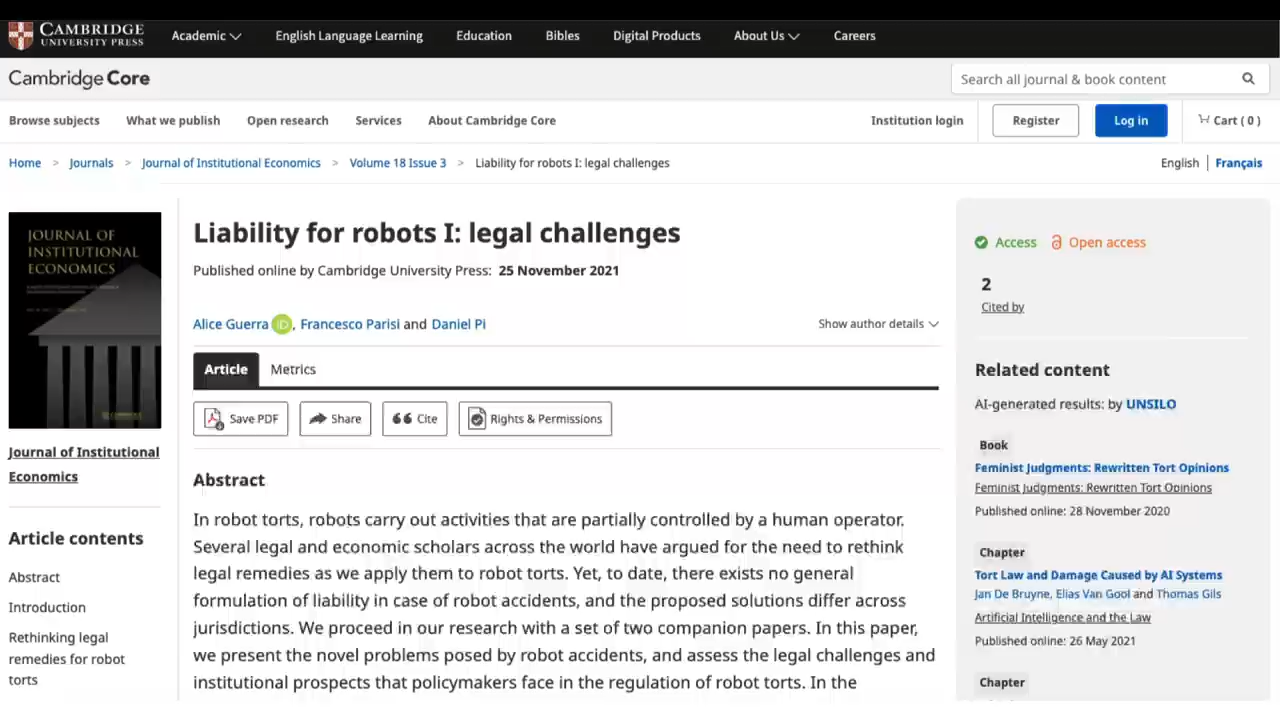 CAMBRIDGE
UNIVERSITY PRESS
Academic English Language Learning Education Bibles Digital Products About Us Careers
Cambridge Core
Search all journal & book content
Browse subjects What we publish Open research Services About Cambridge Core Institution login Register Log in Cart ( 0 )
Home > Journals > Journal of Institutional Economics > Volume 18 Issue 3 > Liability for robots I: legal challenges
English | Français
JOURNAL OF
INSTITUTIONAL
ECONOMICS
Journal of Institutional
Economics
Article contents
Abstract
Introduction
Rethinking legal
remedies for robot
torts
Liability for robots I: legal challenges
Published online by Cambridge University Press: 25 November 2021
Alice Guerra iD, Francesco Parisi and Daniel Pi
Show author details
Article Metrics
Save PDF Share Cite Rights & Permissions
Abstract
In robot torts, robots carry out activities that are partially controlled by a human operator.
Several legal and economic scholars across the world have argued for the need to rethink
legal remedies as we apply them to robot torts. Yet, to date, there exists no general
formulation of liability in case of robot accidents, and the proposed solutions differ across
jurisdictions. We proceed in our research with a set of two companion papers. In this paper,
we present the novel problems posed by robot accidents, and assess the legal challenges and
institutional prospects that policymakers face in the regulation of robot torts. In the
Access Open access
2
Cited by
Related content
AI-generated results: by UNSILO
Book
Feminist Judgments: Rewritten Tort Opinions
Feminist Judgments: Rewritten Tort Opinions
Published online: 28 November 2020
Chapter
Tort Law and Damage Caused by AI Systems
Jan De Bruyne, Elias Van Gool and Thomas Gils
Artificial Intelligence and the Law
Published online: 26 May 2021
Chapter